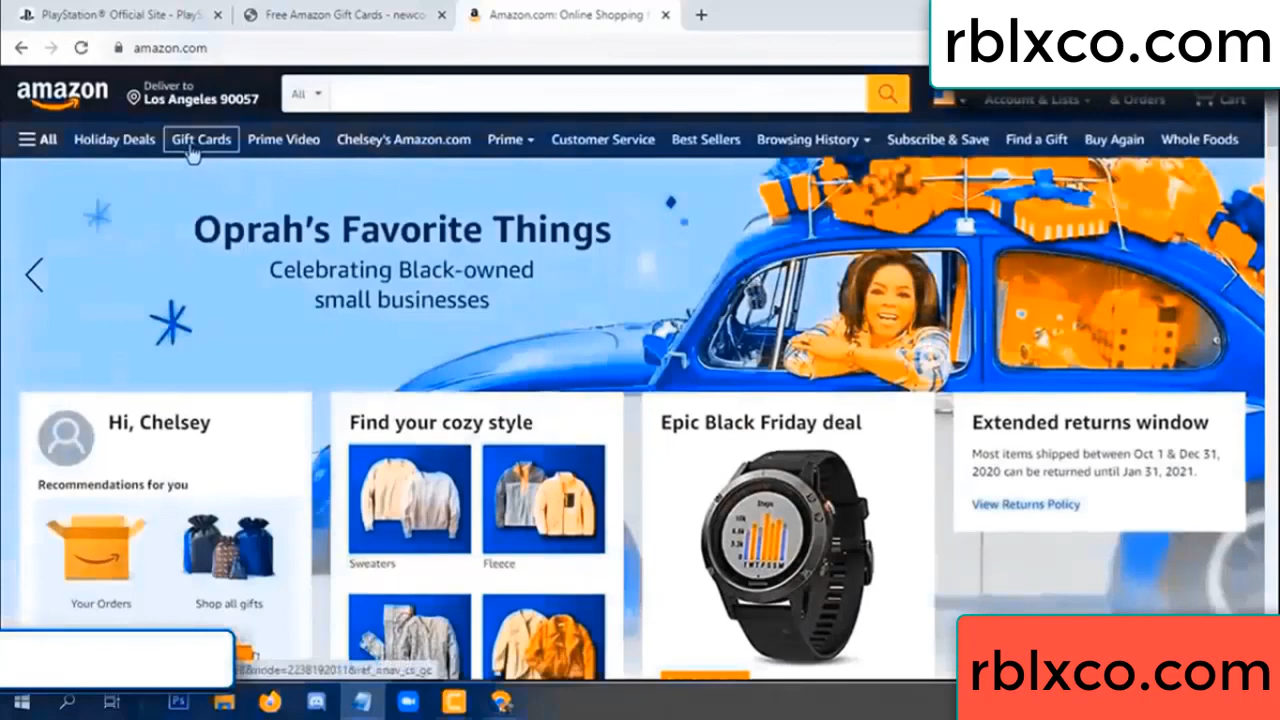 PlayStation® Official Site - PlayS
Free Amazon Gift Cards - newco
Amazon.com: Online Shopping
rblxco.com
amazon.com
amazon
Deliver to
Los Angeles 90057
All
Account & Lists
& Orders
Cart
All
Holiday Deals
Gift Cards
Prime Video
Chelsey's Amazon.com
Prime
Customer Service
Best Sellers
Browsing History
Subscribe & Save
Find a Gift
Buy Again
Whole Foods
Oprah's Favorite Things
Celebrating Black-owned
small businesses
Hi, Chelsey
Recommendations for you
Your Orders
Shop all gifts
Find your cozy style
Sweaters
Fleece
Epic Black Friday deal
Steps
Extended returns window
Most items shipped between Oct 1 & Dec 31,
2020 can be returned until Jan 31, 2021.
View Returns Policy
Ps
rblxco.com